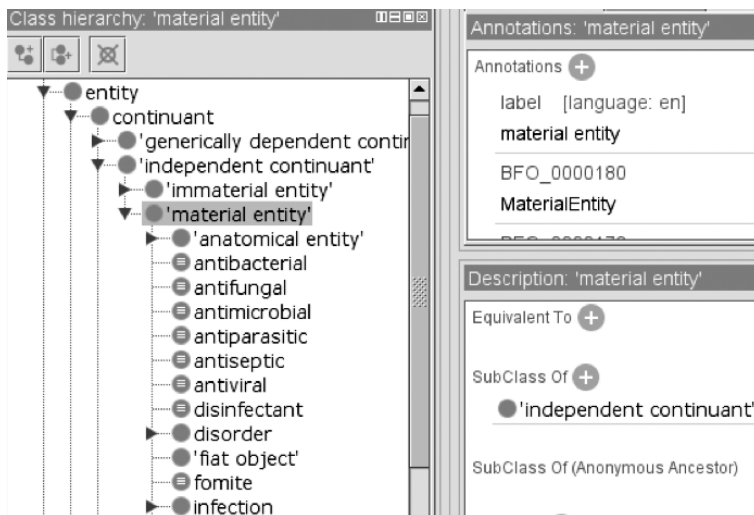 Class hierarchy: 'material entity'
entity
continuant
'generically dependent contin
'independent continuant'
'immaterial entity'
'material entity'
'anatomical entity'
antibacterial
antifungal
antimicrobial
antiparasitic
antiseptic
antiviral
disinfectant
disorder
'fiat object'
fomite
infection
Annotations: 'material entity'
Annotations
label [language: en]
material entity
BFO_0000180
MaterialEntity
Description: 'material entity'
Equivalent To
SubClass Of
'independent continuant'
SubClass Of (Anonymous Ancestor)